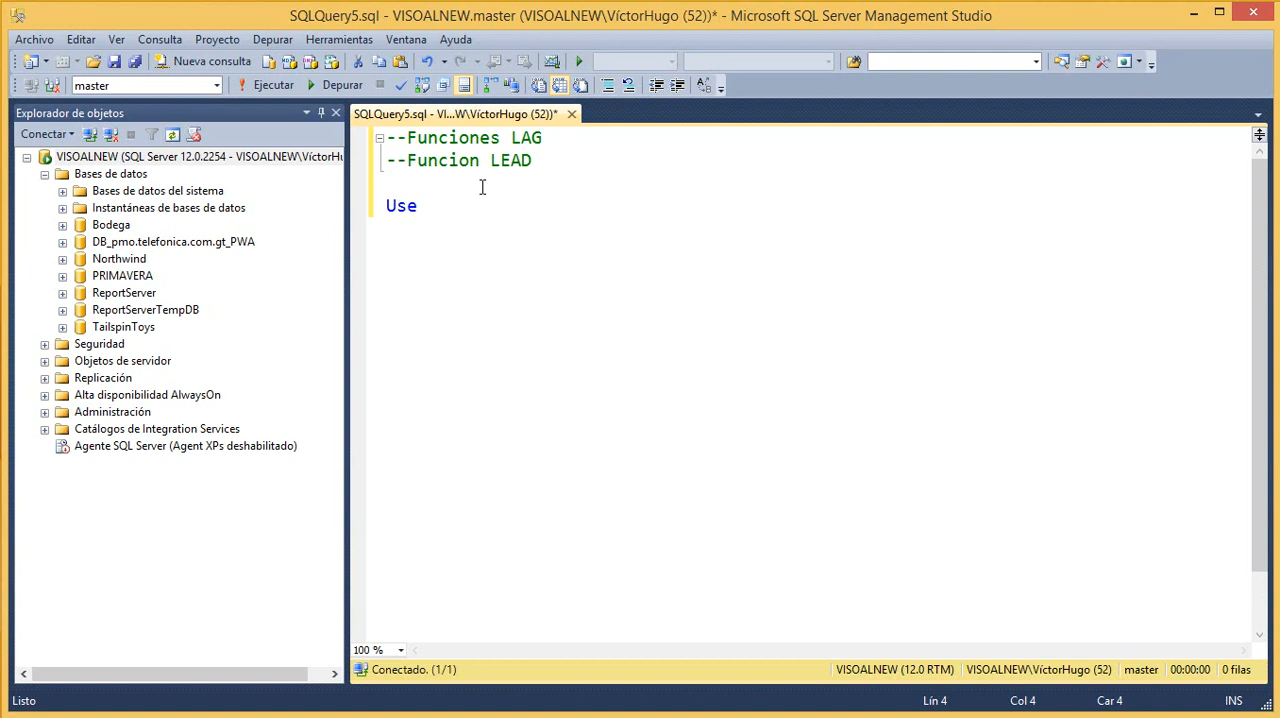 SQLQuery5.sql - VISOALNEW.master (VISOALNEW\VíctorHugo (52))* - Microsoft SQL Server Management Studio
Archivo Editar Ver Consulta Proyecto Depurar Herramientas Ventana Ayuda
Nueva consulta
master Ejecutar Depurar
Explorador de objetos
SQLQuery5.sql - VI...W\VíctorHugo (52))*
Conectar
VISOALNEW (SQL Server 12.0.2254 - VISOALNEW\VíctorHu
Bases de datos
Bases de datos del sistema
Instantáneas de bases de datos
Bodega
DB_pmo.telefonica.com.gt_PWA
Northwind
PRIMAVERA
ReportServer
ReportServerTempDB
TailspinToys
Seguridad
Objetos de servidor
Replicación
Alta disponibilidad AlwaysOn
Administración
Catálogos de Integration Services
Agente SQL Server (Agent XPs deshabilitado)
--Funciones LAG
--Funcion LEAD
Use
100 %
Conectado. (1/1) VISOALNEW (12.0 RTM) VISOALNEW\VíctorHugo (52) master 00:00:00 0 filas
Listo Lín 4 Col 4 Car 4 INS